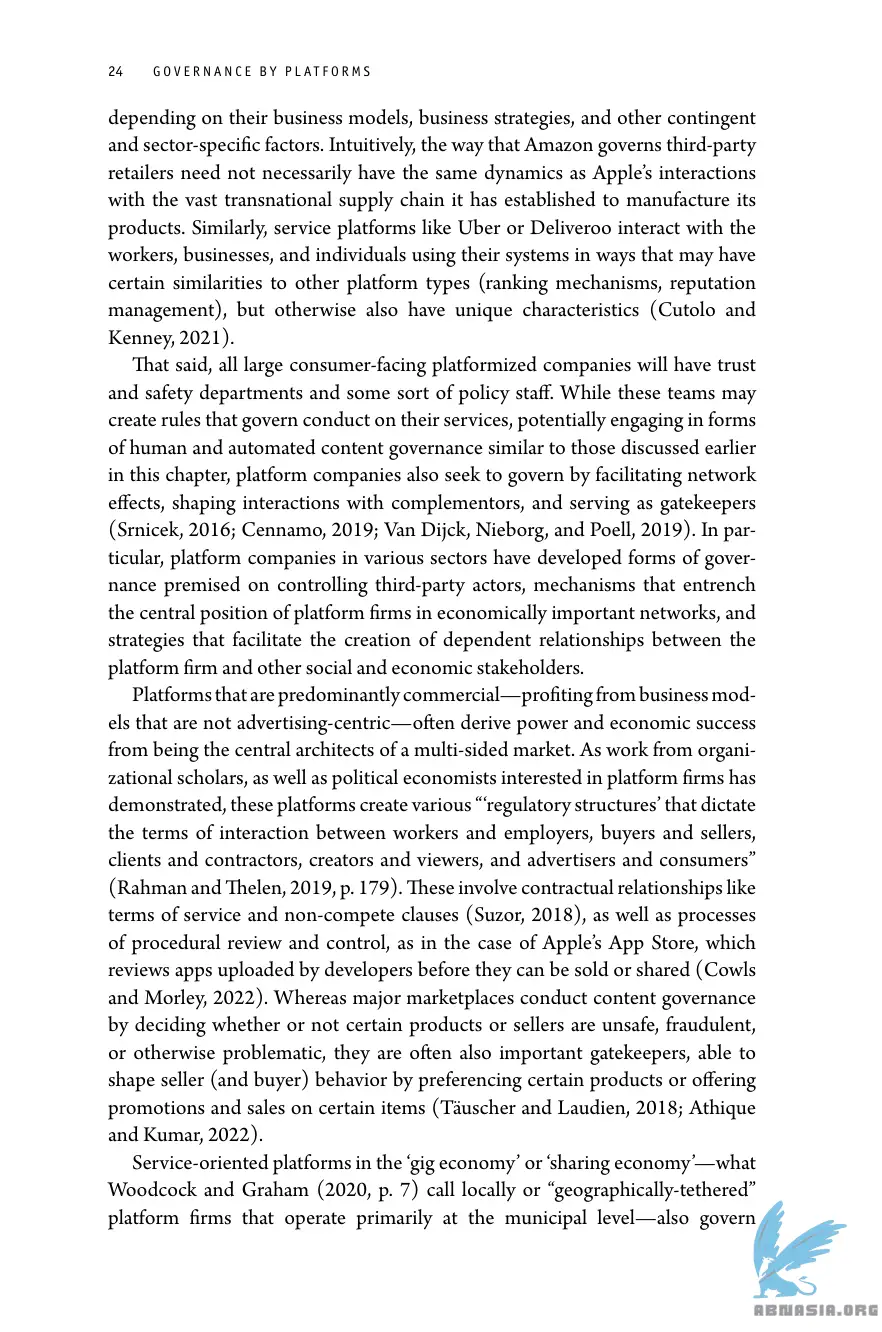 24 GOVERNANCE BY PLATFORMS
depending on their business models, business strategies, and other contingent
and sector-specific factors. Intuitively, the way that Amazon governs third-party
retailers need not necessarily have the same dynamics as Apple’s interactions
with the vast transnational supply chain it has established to manufacture its
products. Similarly, service platforms like Uber or Deliveroo interact with the
workers, businesses, and individuals using their systems in ways that may have
certain similarities to other platform types (ranking mechanisms, reputation
management), but otherwise also have unique characteristics (Cutolo and
Kenney, 2021).
That said, all large consumer-facing platformized companies will have trust
and safety departments and some sort of policy staff. While these teams may
create rules that govern conduct on their services, potentially engaging in forms
of human and automated content governance similar to those discussed earlier
in this chapter, platform companies also seek to govern by facilitating network
effects, shaping interactions with complementors, and serving as gatekeepers
(Srnicek, 2016; Cennamo, 2019; Van Dijck, Nieborg, and Poell, 2019). In par-
ticular, platform companies in various sectors have developed forms of gover-
nance premised on controlling third-party actors, mechanisms that entrench
the central position of platform firms in economically important networks, and
strategies that facilitate the creation of dependent relationships between the
platform firm and other social and economic stakeholders.
Platforms that are predominantly commercial—profiting from business mod-
els that are not advertising-centric—often derive power and economic success
from being the central architects of a multi-sided market. As work from organi-
zational scholars, as well as political economists interested in platform firms has
demonstrated, these platforms create various “‘regulatory structures’ that dictate
the terms of interaction between workers and employers, buyers and sellers,
clients and contractors, creators and viewers, and advertisers and consumers”
(Rahman and Thelen, 2019, p. 179). These involve contractual relationships like
terms of service and non-compete clauses (Suzor, 2018), as well as processes
of procedural review and control, as in the case of Apple’s App Store, which
reviews apps uploaded by developers before they can be sold or shared (Cowls
and Morley, 2022). Whereas major marketplaces conduct content governance
by deciding whether or not certain products or sellers are unsafe, fraudulent,
or otherwise problematic, they are often also important gatekeepers, able to
shape seller (and buyer) behavior by preferencing certain products or offering
promotions and sales on certain items (Täuscher and Laudien, 2018; Athique
and Kumar, 2022).
Service-oriented platforms in the ‘gig economy’ or ‘sharing economy’—what
Woodcock and Graham (2020, p. 7) call locally or “geographically-tethered”
platform firms that operate primarily at the municipal level—also govern
ABNASIA.ORG